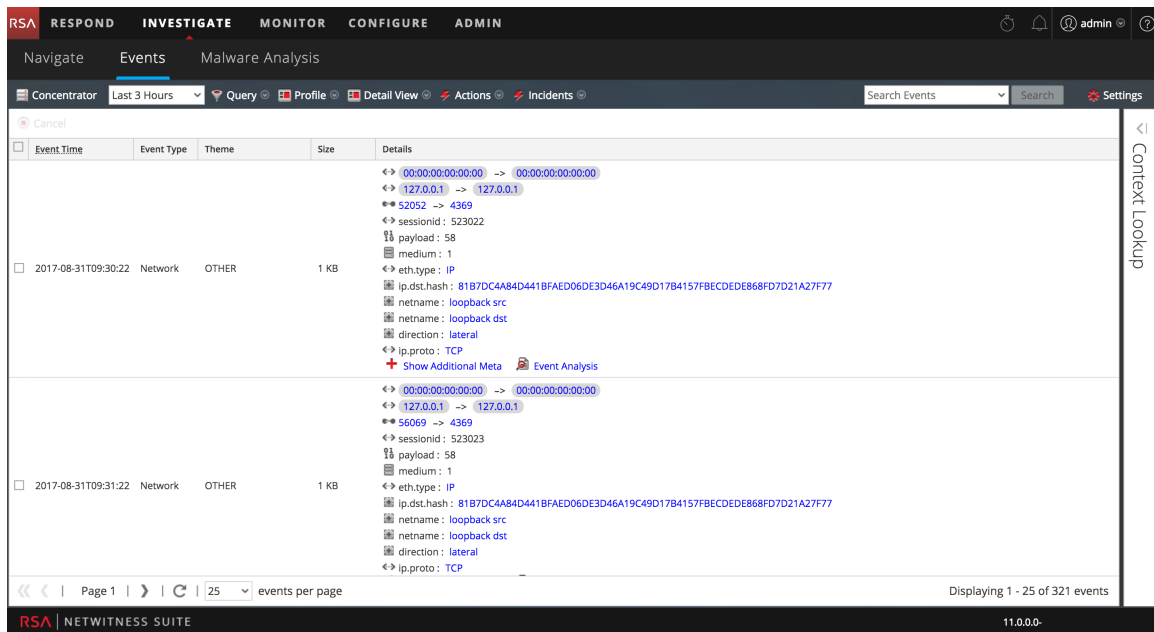 RSA RESPOND INVESTIGATE MONITOR CONFIGURE ADMIN admin ?
Navigate Events Malware Analysis
Concentrator Last 3 Hours Query Profile Detail View Actions Incidents Search Events Search Settings
Cancel
Event Time Event Type Theme Size Details
00:00:00:00:00:00 –> 00:00:00:00:00:00
127.0.0.1 –> 127.0.0.1
52052 –> 4369
sessionid : 523022
payload : 58
medium : 1
2017-08-31T09:30:22 Network OTHER 1 KB eth.type : IP
ip.dst.hash : 81B7DC4A84D441BFAED06DE3D46A19C49D17B4157FBECDEDE868FD7D21A27F77
netname : loopback src
netname : loopback dst
direction : lateral
ip.proto : TCP
Show Additional Meta Event Analysis
00:00:00:00:00:00 –> 00:00:00:00:00:00
127.0.0.1 –> 127.0.0.1
56069 –> 4369
sessionid : 523023
payload : 58
medium : 1
2017-08-31T09:31:22 Network OTHER 1 KB eth.type : IP
ip.dst.hash : 81B7DC4A84D441BFAED06DE3D46A19C49D17B4157FBECDEDE868FD7D21A27F77
netname : loopback src
netname : loopback dst
direction : lateral
ip.proto : TCP
Context Lookup
Page 1 25 events per page Displaying 1 - 25 of 321 events
RSA NETWITNESS SUITE 11.0.0.0-